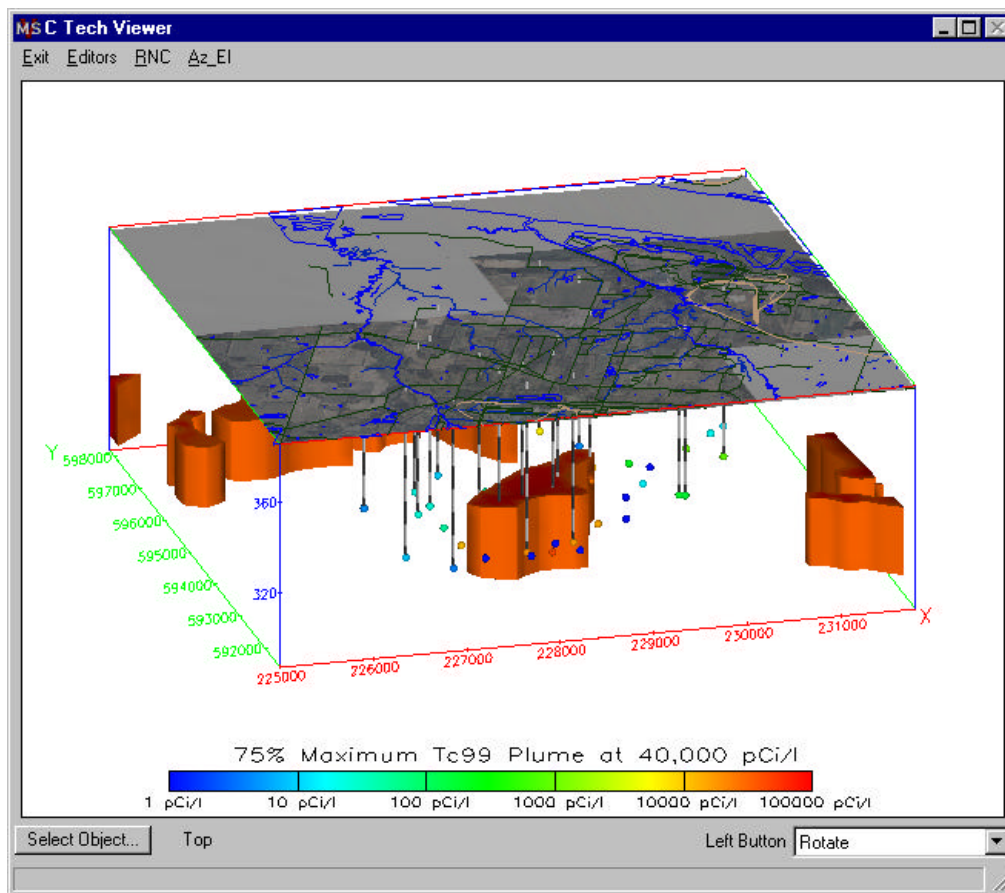 MS C Tech Viewer
Exit Editors RNC Az_El
Y
598000
597000
596000
595000
594000
593000
592000
360
320
225000
226000
227000
228000
229000
230000
231000
X
75% Maximum Tc99 Plume at 40,000 pCi/l
1 pCi/l 10 pCi/l 100 pCi/l 1000 pCi/l 10000 pCi/l 100000 pCi/l
Select Object... Top Left Button Rotate